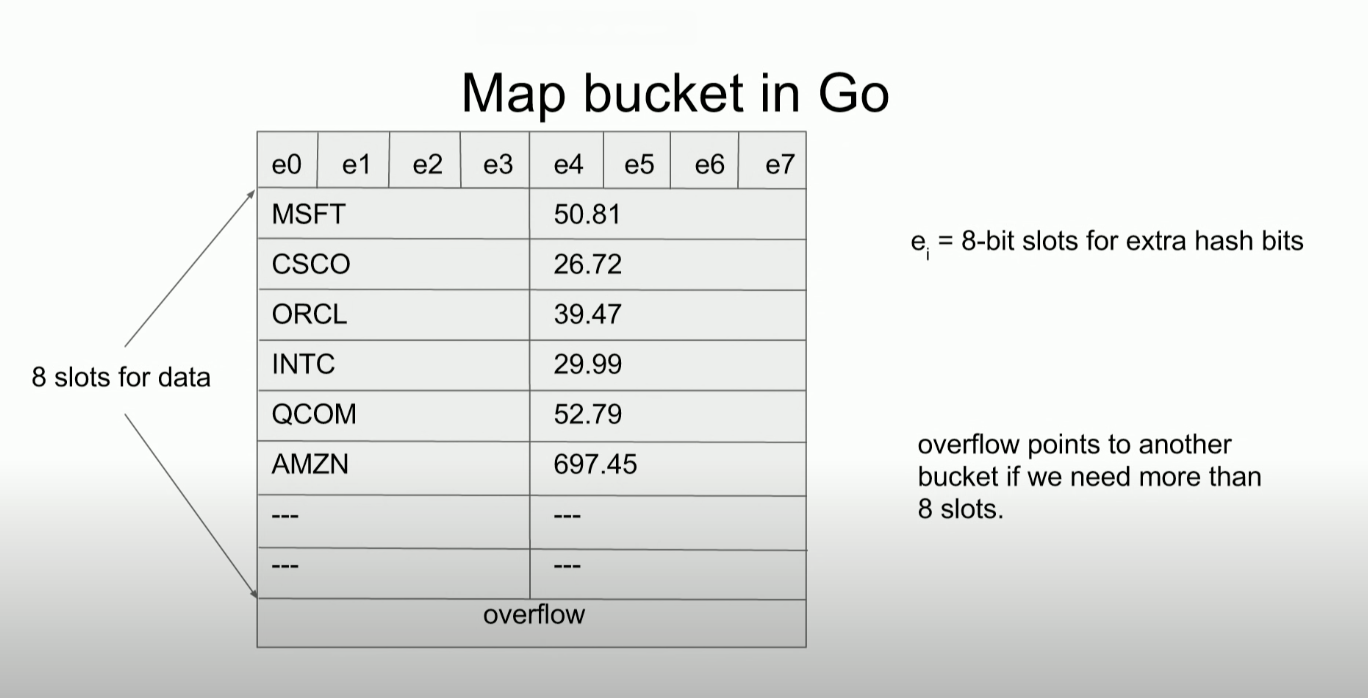 Map bucket in Go
e0 e1 e2 e3 e4 e5 e6 e7
MSFT 50.81
CSCO 26.72
ORCL 39.47
INTC 29.99
QCOM 52.79
AMZN 697.45
--- ---
--- ---
overflow
8 slots for data
ei = 8-bit slots for extra hash bits
overflow points to another
bucket if we need more than
8 slots.